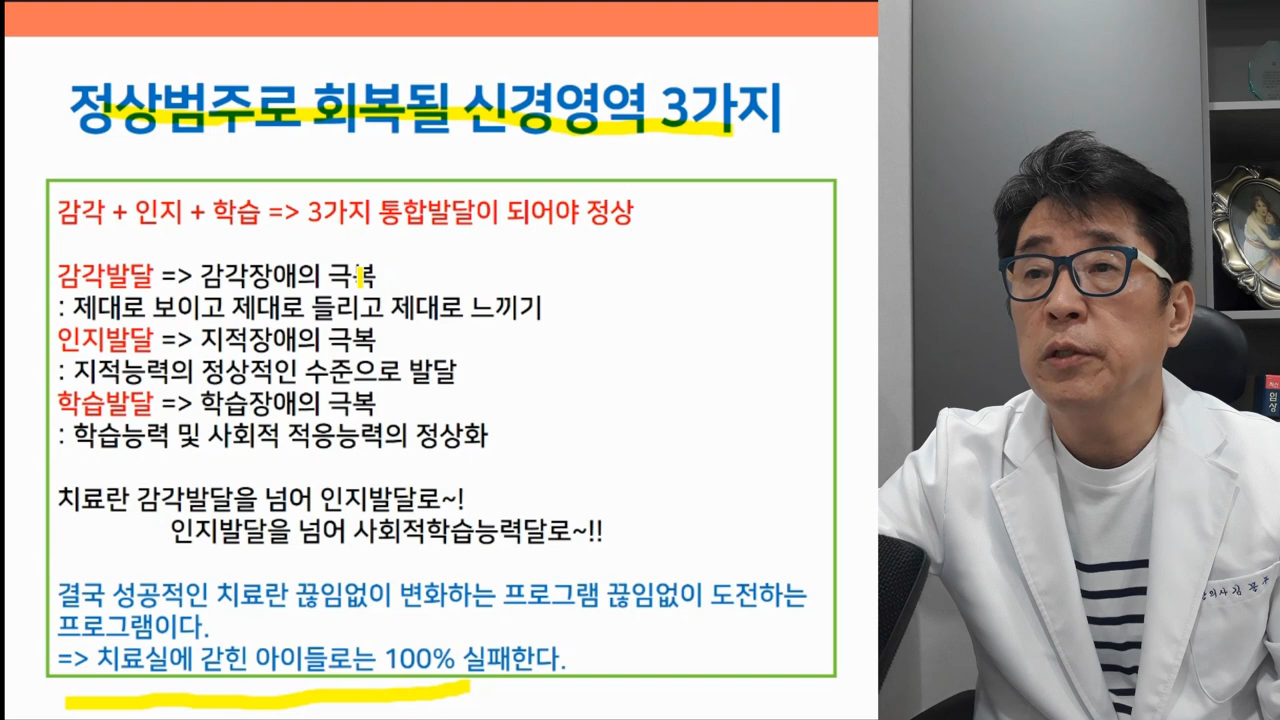 정상범주로 회복될 신경영역 3가지
감각 + 인지 + 학습 => 3가지 통합발달이 되어야 정상
감각발달 => 감각장애의 극복
: 제대로 보이고 제대로 들리고 제대로 느끼기
인지발달 => 지적장애의 극복
: 지적능력의 정상적인 수준으로 발달
학습발달 => 학습장애의 극복
: 학습능력 및 사회적 적응능력의 정상화
치료란 감각발달을 넘어 인지발달로~!
인지발달을 넘어 사회적학습능력달로~!!
결국 성공적인 치료란 끊임없이 변화하는 프로그램 끊임없이 도전하는
프로그램이다.
=> 치료실에 갇힌 아이들로는 100% 실패한다.
임상